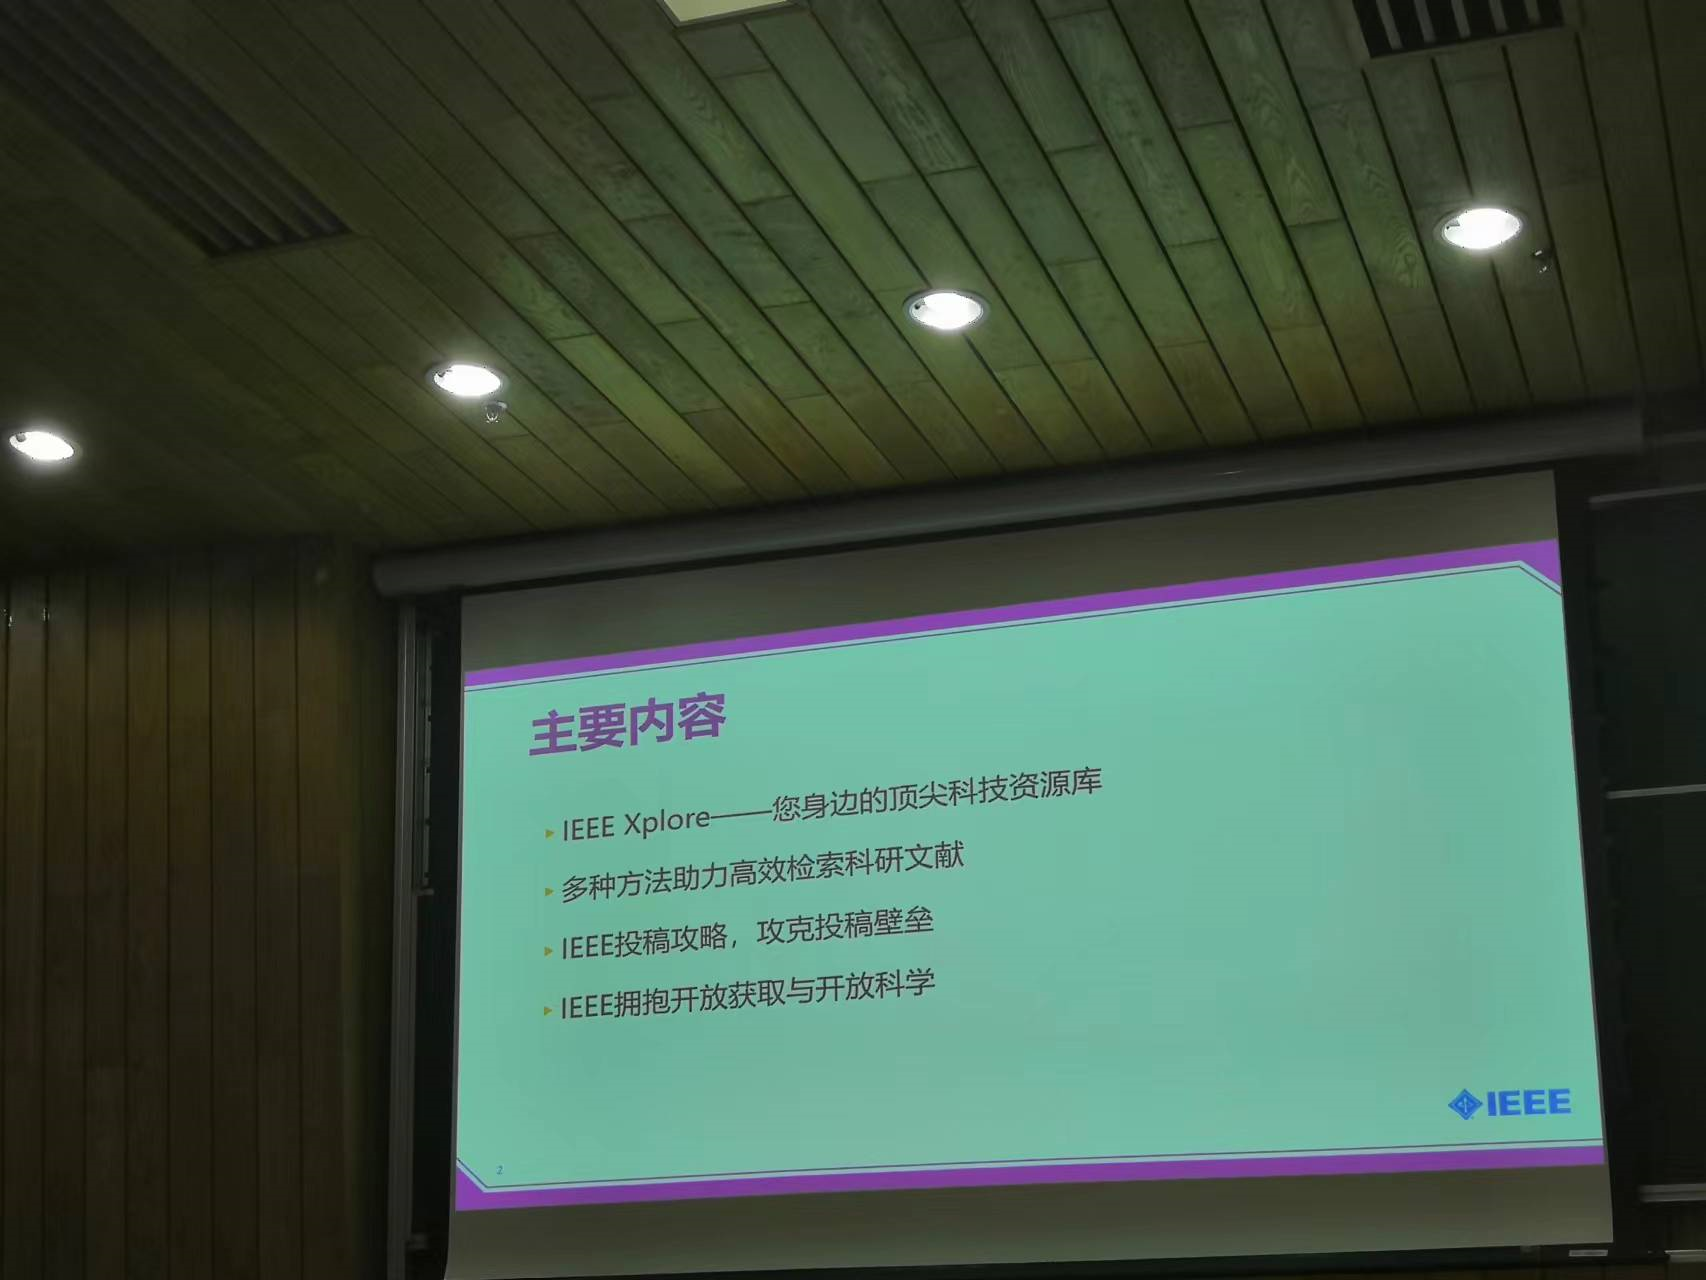 主要内容
IEEE Xplore——您身边的顶尖科技资源库
多种方法助力高效检索科研文献
IEEE投稿攻略，攻克投稿壁垒
IEEE拥抱开放获取与开放科学
IEEE
2